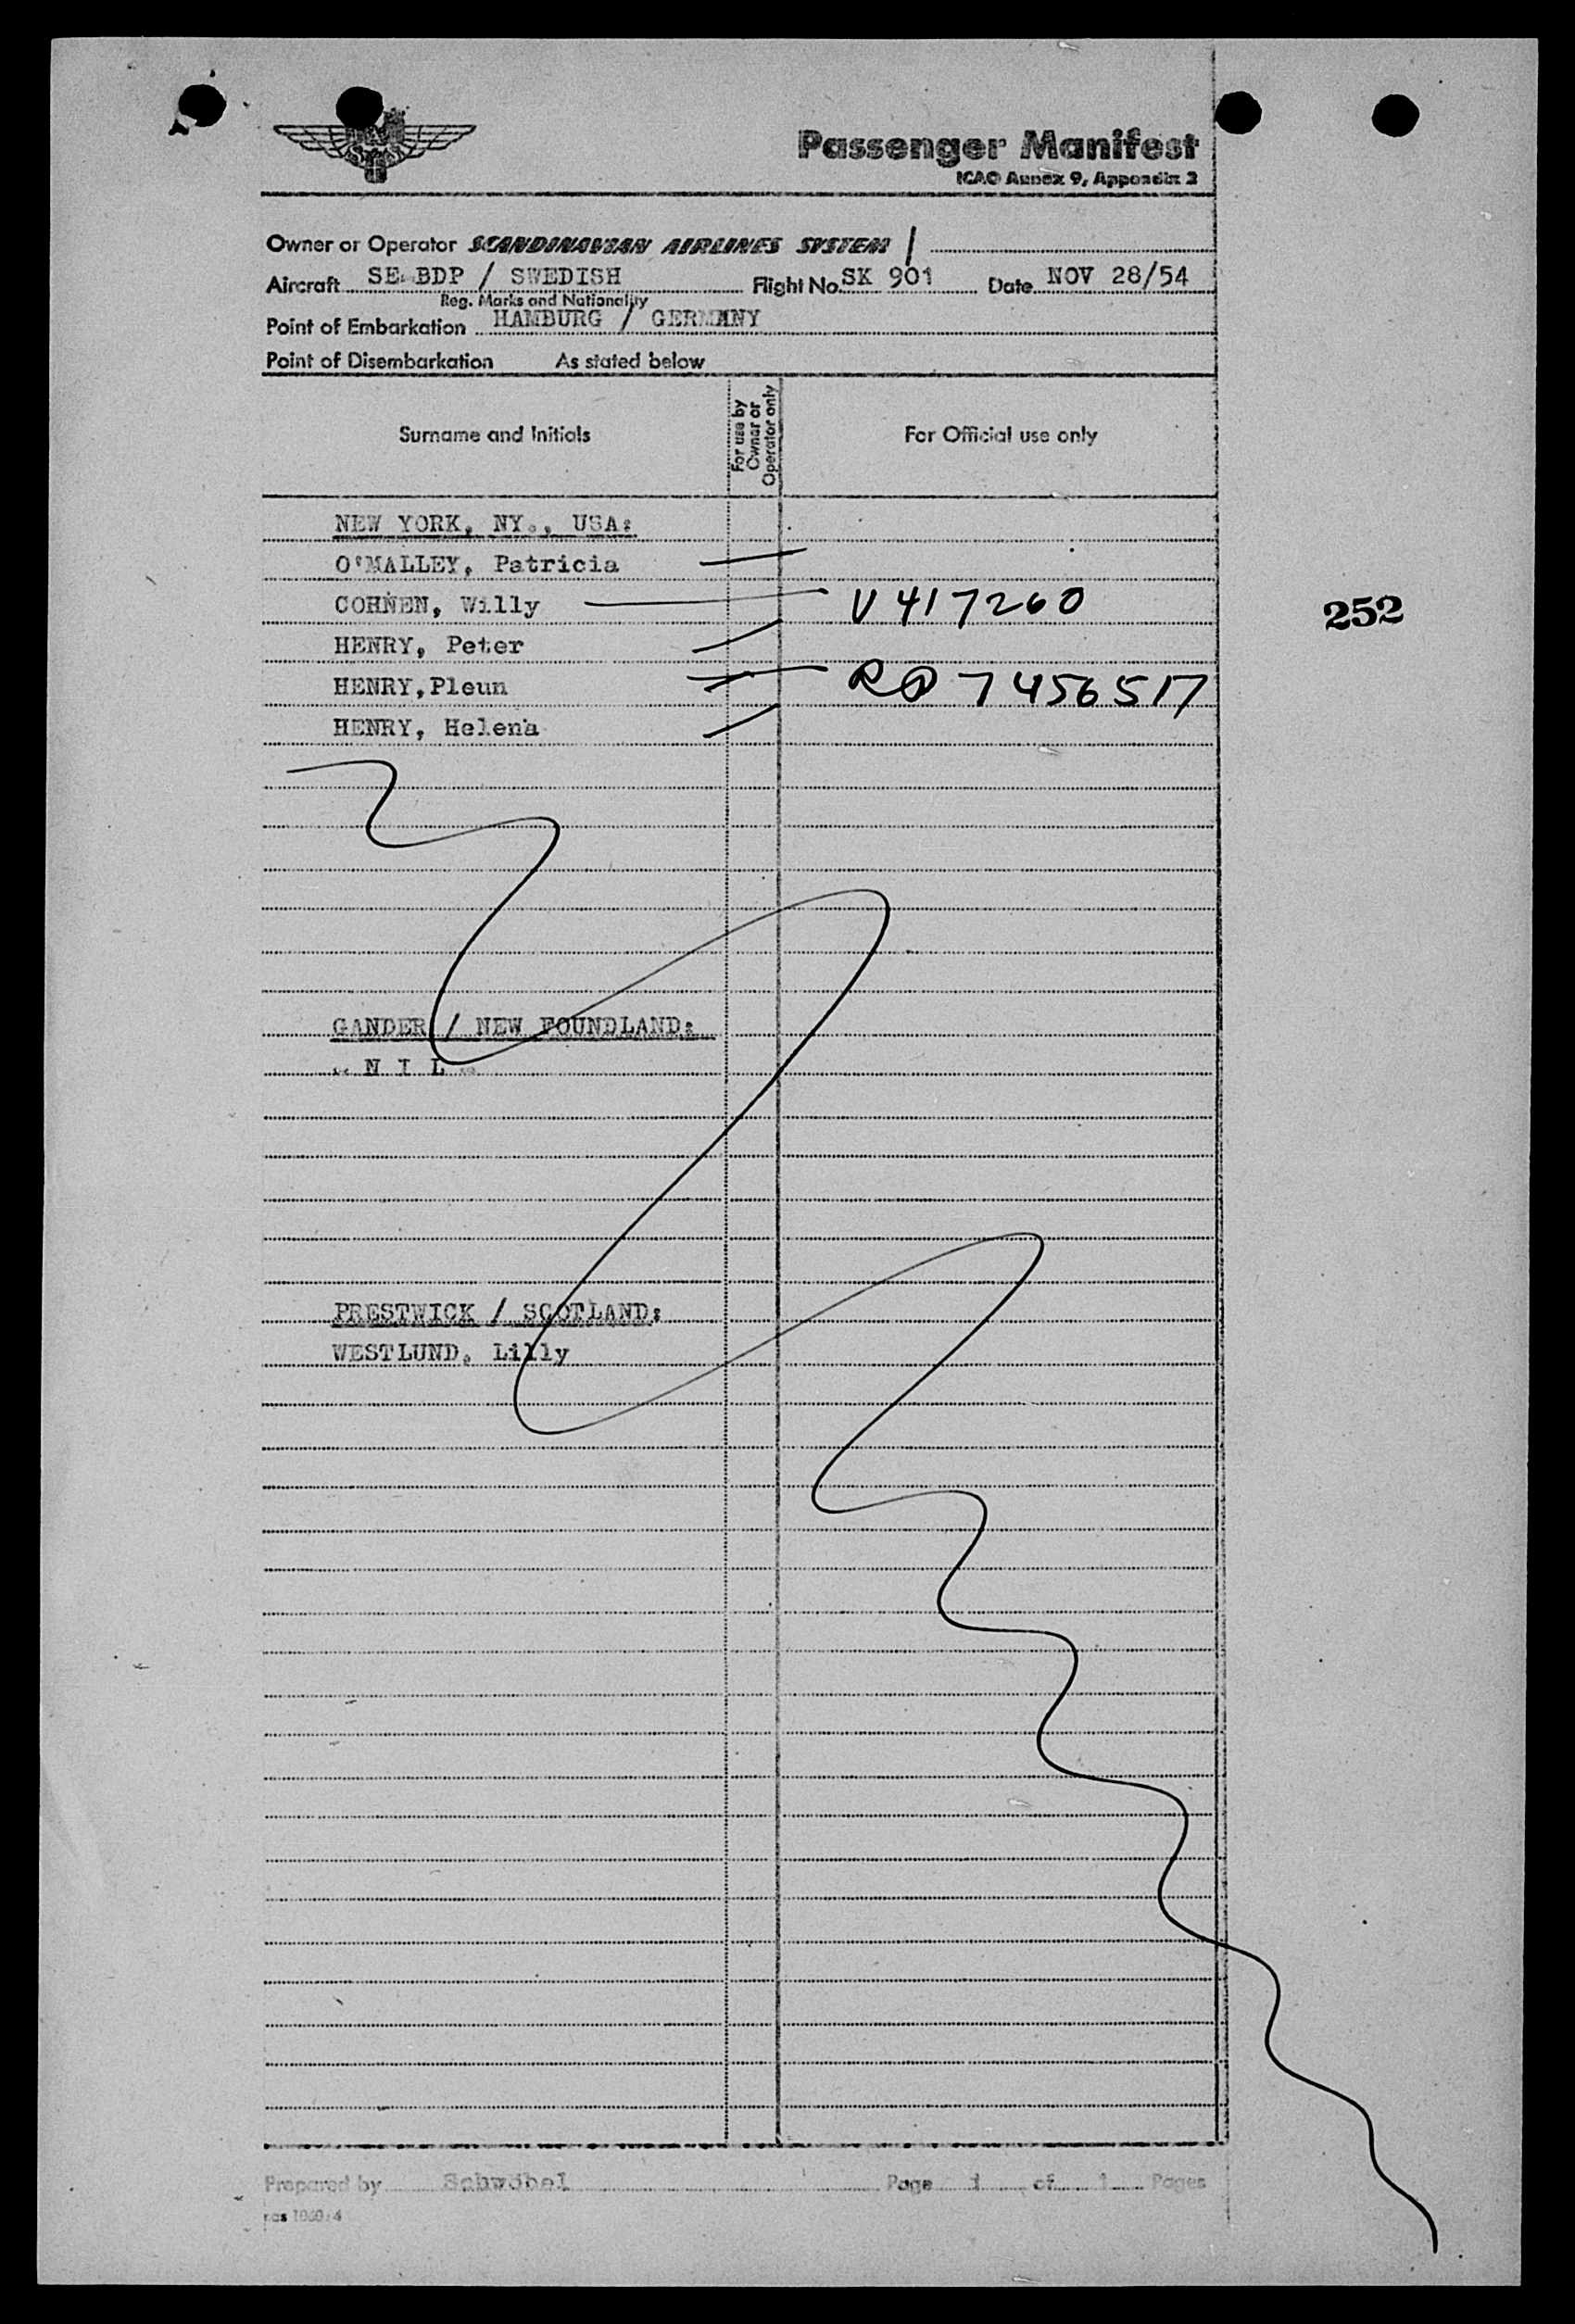 SAS
Passenger Manifest
ICAO Annex 9, Appendix 2
Owner or Operator SCANDINAVIAN AIRLINES SYSTEM /
Aircraft SE-BDP / SWEDISH Flight No. SK 901 Date NOV 28/54
Reg. Marks and Nationality
Point of Embarkation HAMBURG / GERMANY
Point of Disembarkation As stated below
Surname and Initials For use by Owner or Operator only For Official use only
NEW YORK, NY., USA:
O'MALLEY, Patricia
COHNEN, Willy V 417260
252
HENRY, Peter
HENRY,Pleun RP 7456517
HENRY, Helena
GANDER / NEW FOUNDLAND:
- N I L -
PRESTWICK / SCOTLAND:
WESTLUND, Lilly
Prepared by Schwöbel Page 1 of 1 Pages